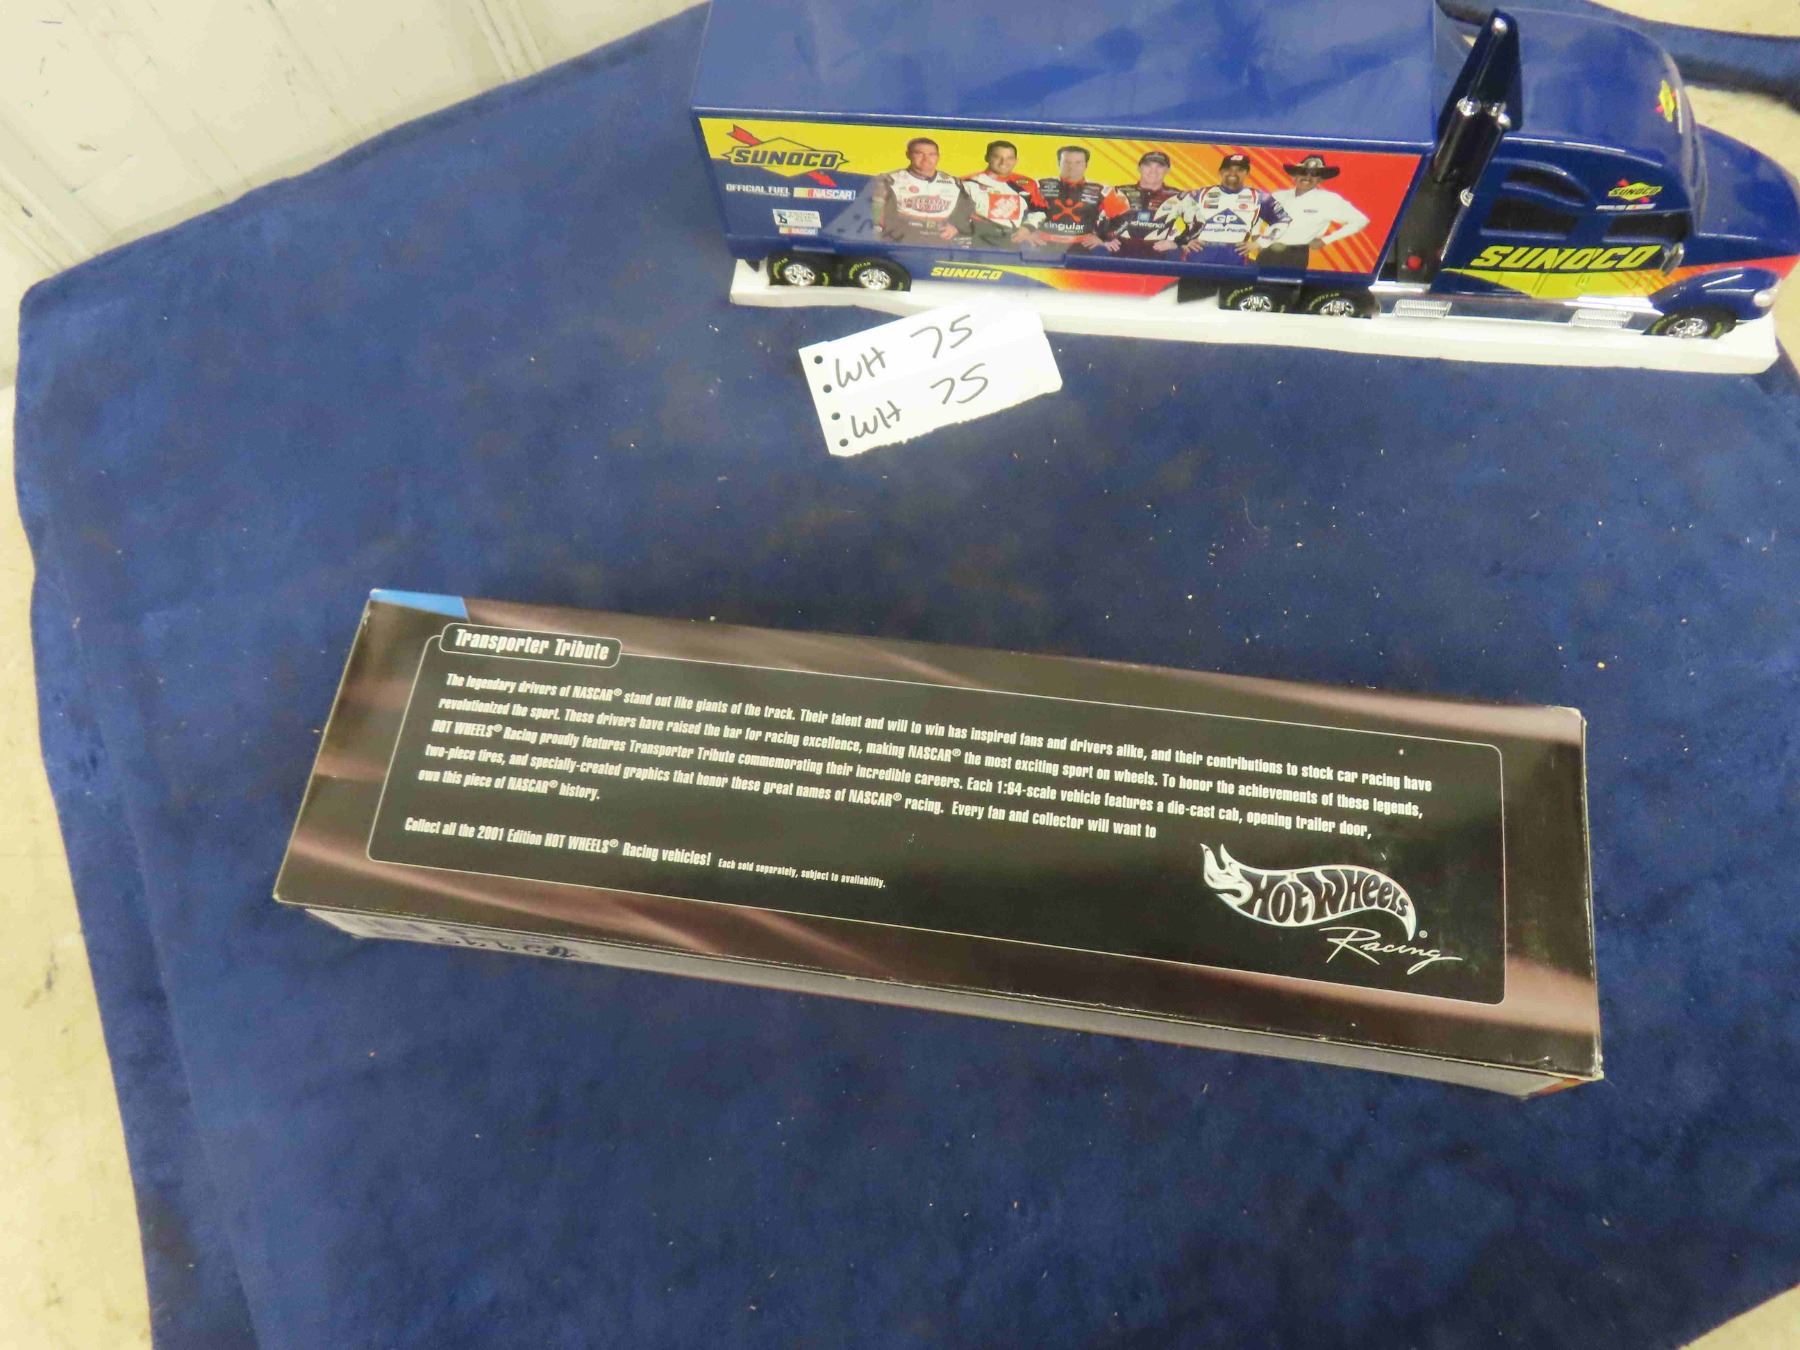 SUNOCO
OFFICIAL FUEL NASCAR
NASCAR
SUNOCO
SUNOCO
SUNOCO
GP
Georgia-Pacific
WH 75
WH 75
Transporter Tribute
The legendary drivers of NASCAR® stand out like giants of the track. Their talent and will to win has inspired fans and drivers alike, and their contributions to stock car racing have
revolutionized the sport. These drivers have raised the bar for racing excellence, making NASCAR® the most exciting sport on wheels. To honor the achievements of these legends,
HOT WHEELS® Racing proudly features Transporter Tribute commemorating their incredible careers. Each 1:64-scale vehicle features a die-cast cab, opening trailer door,
two-piece tires, and specially-created graphics that honor these great names of NASCAR® racing. Every fan and collector will want to
own this piece of NASCAR® history.
Collect all the 2001 Edition HOT WHEELS® Racing vehicles! Each sold separately, subject to availability.
HOT WHEELS®
Racing